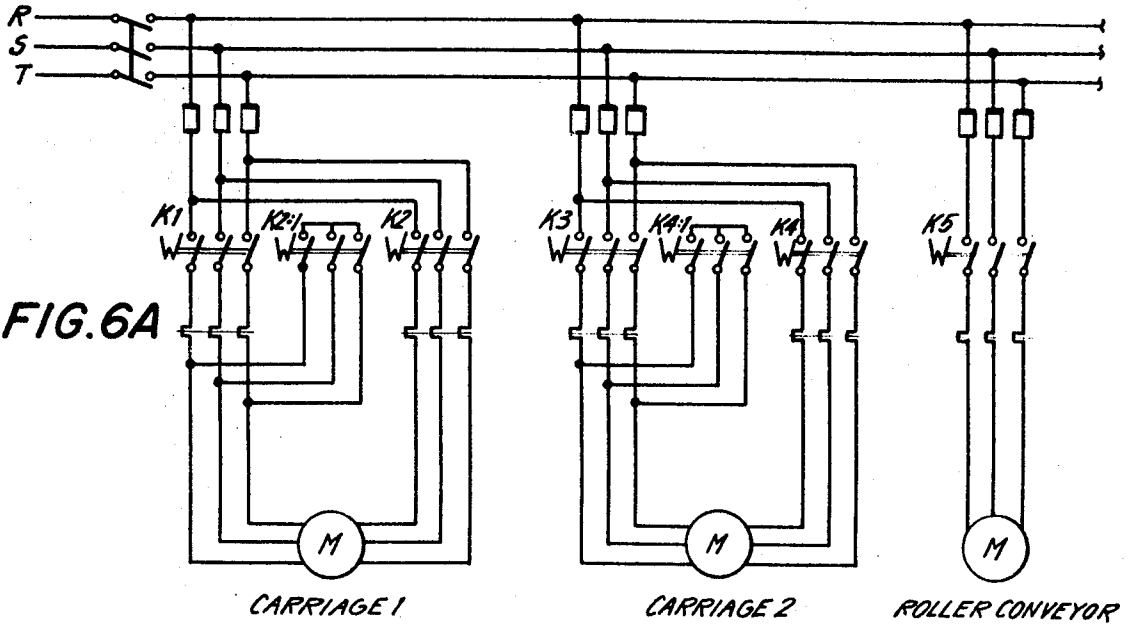 R
S
T
K1 K2:1 K2 K3 K4:1 K4 K5
FIG.6A
M M M
CARRIAGE 1 CARRIAGE 2 ROLLER CONVEYOR